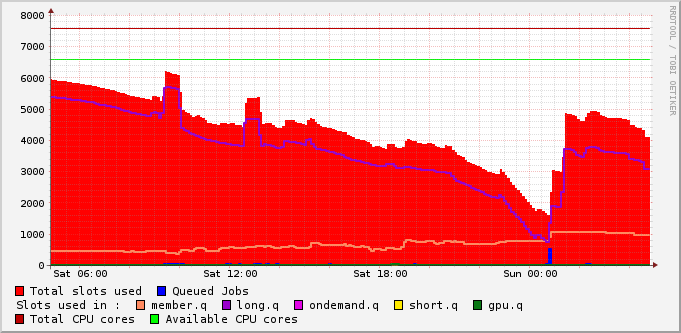 8000
7000
6000
5000
4000
3000
2000
1000
0
Sat 06:00 Sat 12:00 Sat 18:00 Sun 00:00
Total slots used Queued Jobs
Slots used in : member.q long.q ondemand.q short.q gpu.q
Total CPU cores Available CPU cores
RRDTOOL / TOBI OETIKER